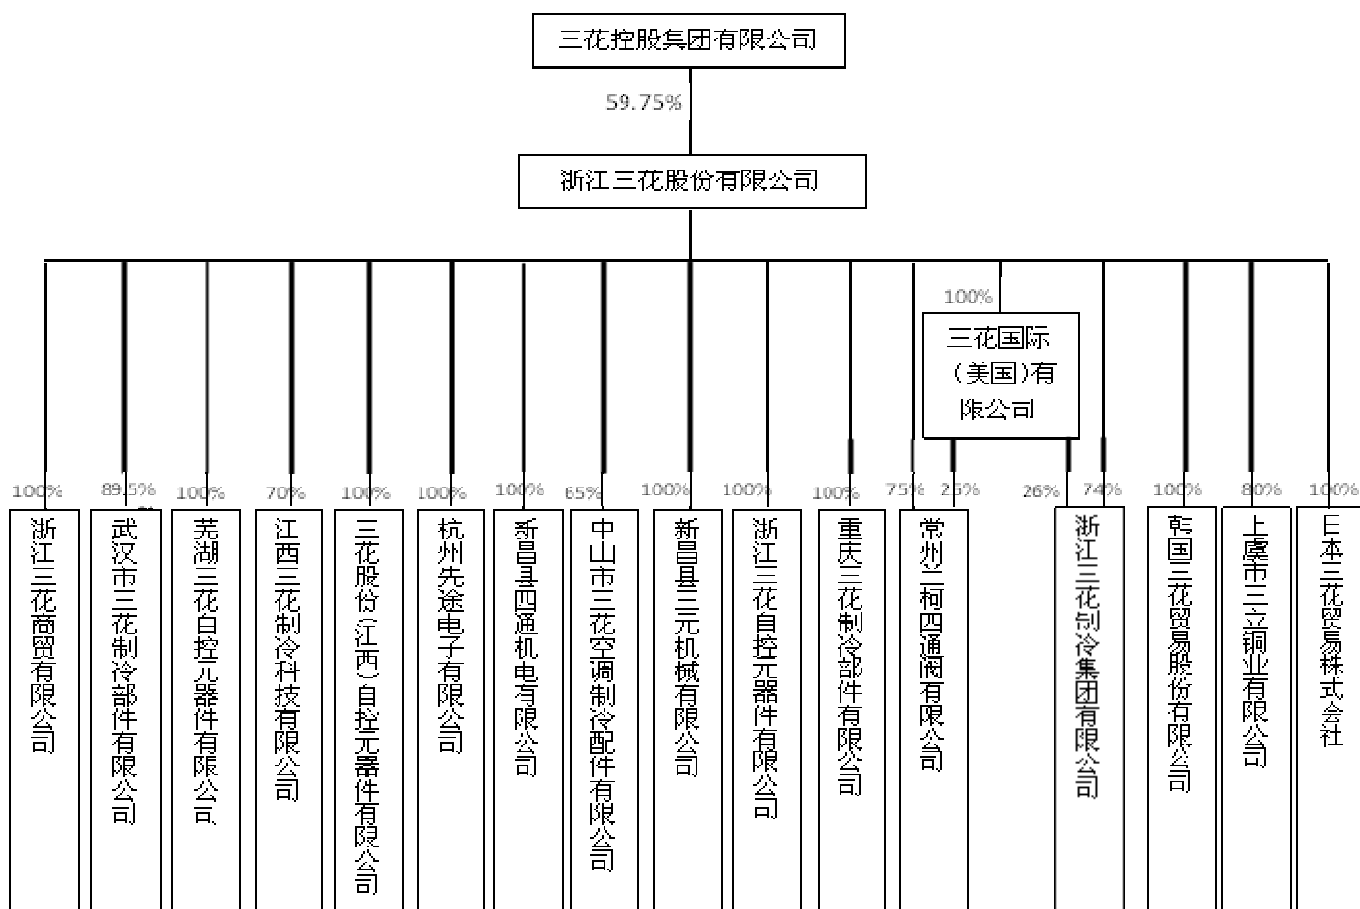 三花控股集团有限公司
59.75%
浙江三花股份有限公司
100%
三花国际
（美国）有
限公司
100%
89.5%
100%
70%
100%
100%
100%
65%
100%
100%
100%
75%
25%
26%
74%
100%
80%
100%
浙江三花商贸有限公司
武汉市三花制冷部件有限公司
芜湖三花自控元器件有限公司
江西三花制冷科技有限公司
三花股份（江西）自控元器件有限公司
杭州先途电子有限公司
新昌县四通机电有限公司
中山市三花空调制冷配件有限公司
新昌县三元机械有限公司
浙江三花自控元器件有限公司
重庆三花制冷部件有限公司
常州兰柯四通阀有限公司
浙江三花制冷集团有限公司
韩国三花贸易股份有限公司
上虞市三立铜业有限公司
日本三花贸易株式会社